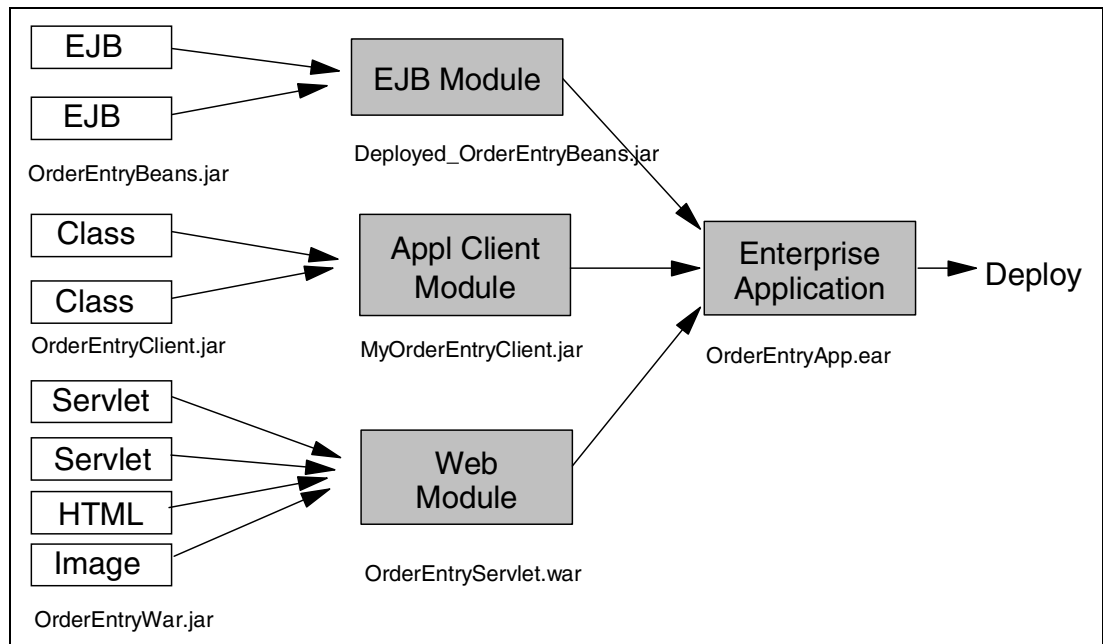 EJB
EJB
OrderEntryBeans.jar
EJB Module
Deployed_OrderEntryBeans.jar
Class
Class
OrderEntryClient.jar
Appl Client
Module
MyOrderEntryClient.jar
Servlet
Servlet
HTML
Image
OrderEntryWar.jar
Web
Module
OrderEntryServlet.war
Enterprise
Application
OrderEntryApp.ear
Deploy